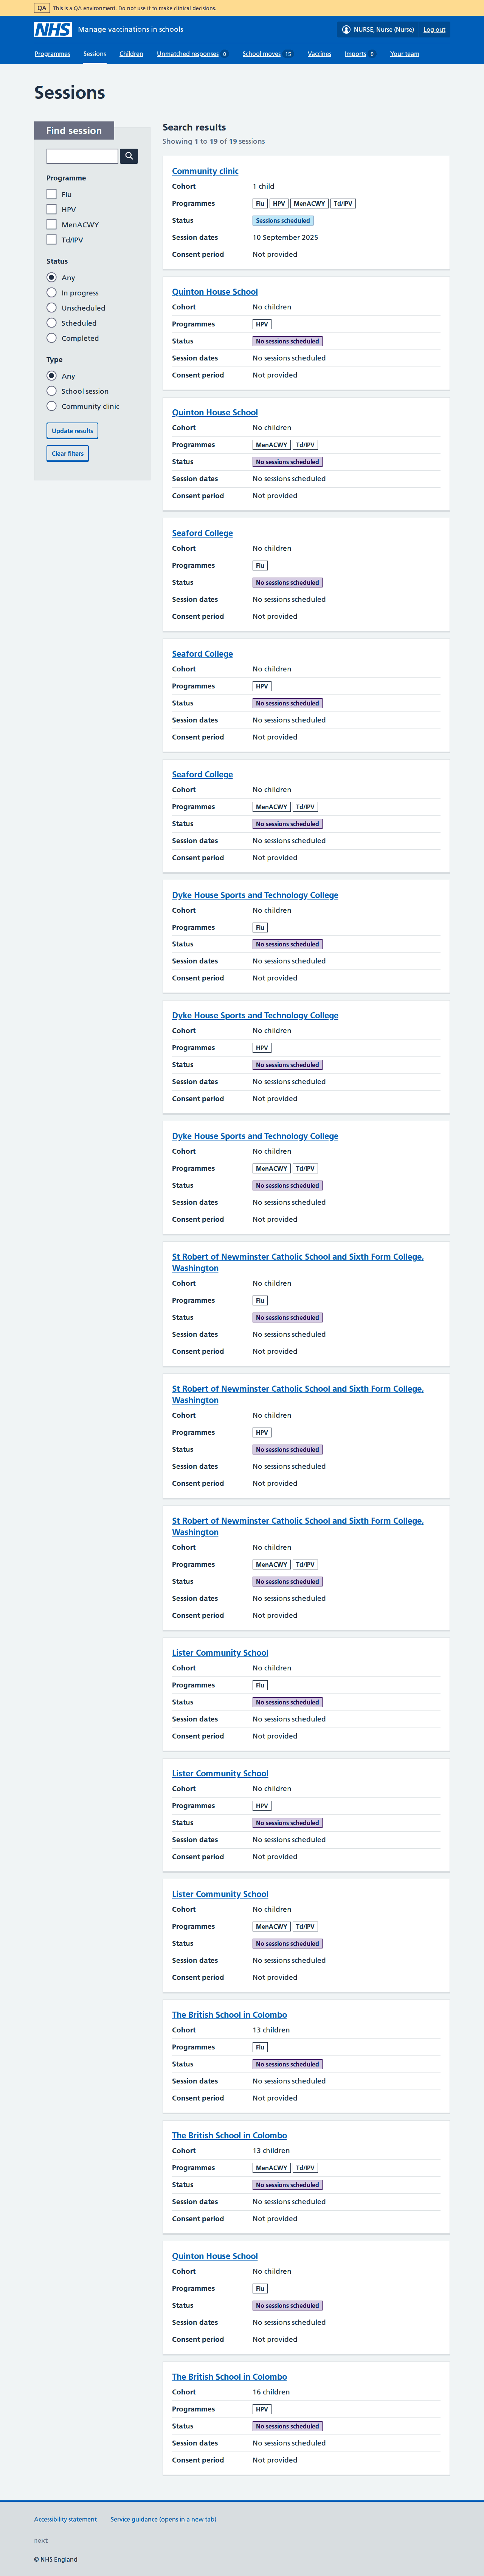 QA This is a QA environment. Do not use it to make clinical decisions.
NHS Manage vaccinations in schools
NURSE, Nurse (Nurse) Log out
Programmes Sessions Children Unmatched responses 0 School moves 15 Vaccines Imports 0 Your team
Sessions
Find session
Programme
Flu
HPV
MenACWY
Td/IPV
Status
Any
In progress
Unscheduled
Scheduled
Completed
Type
Any
School session
Community clinic
Update results
Clear filters
Search results
Showing 1 to 19 of 19 sessions
Community clinic
Cohort 1 child
Programmes Flu HPV MenACWY Td/IPV
Status Sessions scheduled
Session dates 10 September 2025
Consent period Not provided
Quinton House School
Cohort No children
Programmes HPV
Status No sessions scheduled
Session dates No sessions scheduled
Consent period Not provided
Quinton House School
Cohort No children
Programmes MenACWY Td/IPV
Status No sessions scheduled
Session dates No sessions scheduled
Consent period Not provided
Seaford College
Cohort No children
Programmes Flu
Status No sessions scheduled
Session dates No sessions scheduled
Consent period Not provided
Seaford College
Cohort No children
Programmes HPV
Status No sessions scheduled
Session dates No sessions scheduled
Consent period Not provided
Seaford College
Cohort No children
Programmes MenACWY Td/IPV
Status No sessions scheduled
Session dates No sessions scheduled
Consent period Not provided
Dyke House Sports and Technology College
Cohort No children
Programmes Flu
Status No sessions scheduled
Session dates No sessions scheduled
Consent period Not provided
Dyke House Sports and Technology College
Cohort No children
Programmes HPV
Status No sessions scheduled
Session dates No sessions scheduled
Consent period Not provided
Dyke House Sports and Technology College
Cohort No children
Programmes MenACWY Td/IPV
Status No sessions scheduled
Session dates No sessions scheduled
Consent period Not provided
St Robert of Newminster Catholic School and Sixth Form College,
Washington
Cohort No children
Programmes Flu
Status No sessions scheduled
Session dates No sessions scheduled
Consent period Not provided
St Robert of Newminster Catholic School and Sixth Form College,
Washington
Cohort No children
Programmes HPV
Status No sessions scheduled
Session dates No sessions scheduled
Consent period Not provided
St Robert of Newminster Catholic School and Sixth Form College,
Washington
Cohort No children
Programmes MenACWY Td/IPV
Status No sessions scheduled
Session dates No sessions scheduled
Consent period Not provided
Lister Community School
Cohort No children
Programmes Flu
Status No sessions scheduled
Session dates No sessions scheduled
Consent period Not provided
Lister Community School
Cohort No children
Programmes HPV
Status No sessions scheduled
Session dates No sessions scheduled
Consent period Not provided
Lister Community School
Cohort No children
Programmes MenACWY Td/IPV
Status No sessions scheduled
Session dates No sessions scheduled
Consent period Not provided
The British School in Colombo
Cohort 13 children
Programmes Flu
Status No sessions scheduled
Session dates No sessions scheduled
Consent period Not provided
The British School in Colombo
Cohort 13 children
Programmes MenACWY Td/IPV
Status No sessions scheduled
Session dates No sessions scheduled
Consent period Not provided
Quinton House School
Cohort No children
Programmes Flu
Status No sessions scheduled
Session dates No sessions scheduled
Consent period Not provided
The British School in Colombo
Cohort 16 children
Programmes HPV
Status No sessions scheduled
Session dates No sessions scheduled
Consent period Not provided
Accessibility statement Service guidance (opens in a new tab)
next
© NHS England